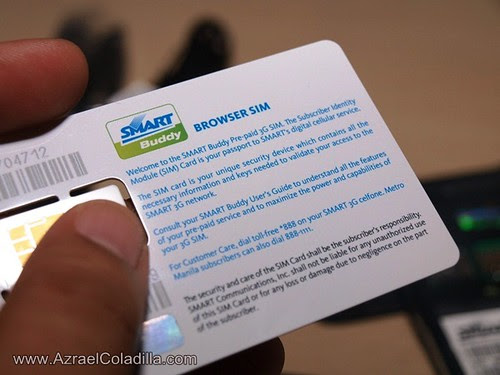 SMART
Buddy
BROWSER SIM
Welcome to the SMART Buddy Pre-paid 3G SIM. The Subscriber Identity
Module (SIM) Card is your passport to SMART's digital cellular service.
The SIM card is your unique security device which contains all the
necessary information and keys needed to validate your access to the
SMART 3G network.
Consult your SMART Buddy User's Guide to understand all the features
of your pre-paid service and to maximize the power and capabilities of
your 3G SIM.
For Customer Care, dial toll-free *888 on your SMART 3G celfone. Metro
Manila subscribers can also dial 888-1111.
The security and care of the SIM Card shall be the subscriber's responsibility.
SMART Communications, Inc. shall not be liable for any unauthorized use
of this SIM Card or for any loss or damage due to negligence on the part
of the subscriber.
04712
www.AzraelColadilla.com